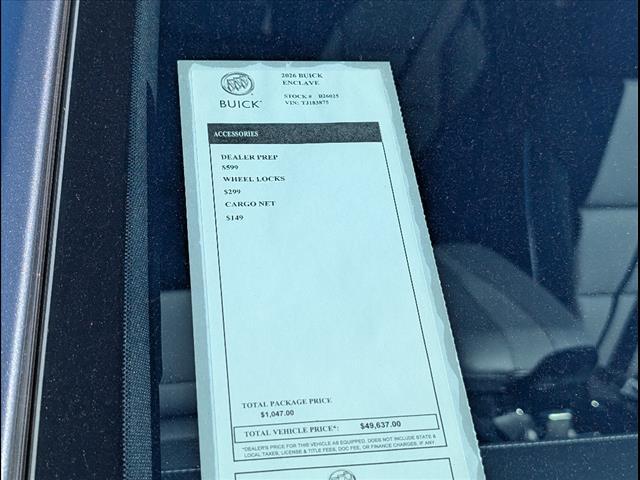 2026 BUICK
ENCLAVE
BUICK
STOCK # B26025
VIN: TJ183875
ACCESSORIES
DEALER PREP
$599
WHEEL LOCKS
$299
CARGO NET
$149
TOTAL PACKAGE PRICE
$1,047.00
TOTAL VEHICLE PRICE*: $49,637.00
*DEALER'S PRICE FOR THIS VEHICLE AS EQUIPPED, DOES NOT INCLUDE STATE &
LOCAL TAXES, LICENSE & TITLE FEES, DOC FEE, OR FINANCE CHARGES, IF ANY